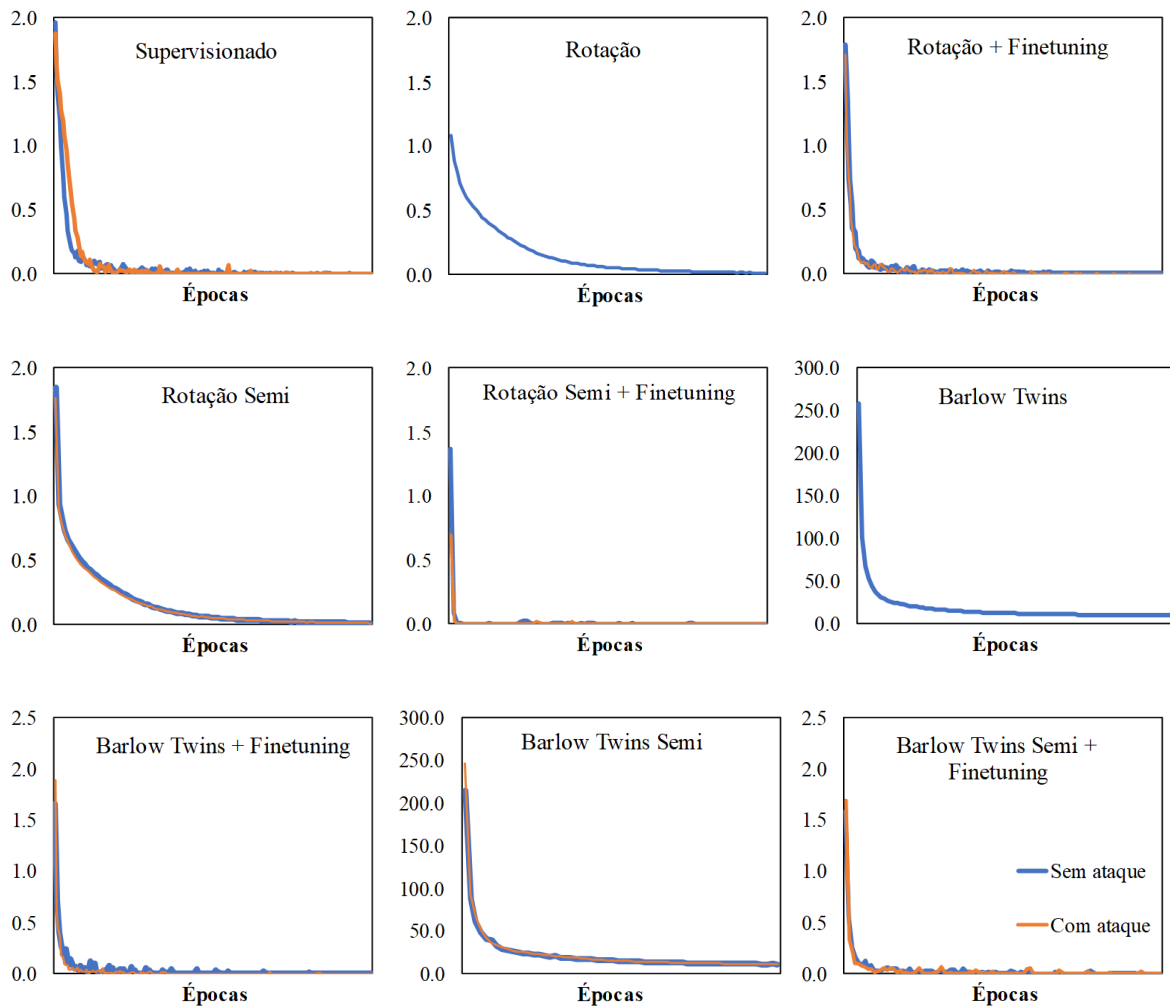 2.0
Supervisionado
1.5
1.0
0.5
0.0
Épocas
2.0
Rotação
1.5
1.0
0.5
0.0
Épocas
2.0
Rotação + Finetuning
1.5
1.0
0.5
0.0
Épocas
2.0
Rotação Semi
1.5
1.0
0.5
0.0
Épocas
2.0
Rotação Semi + Finetuning
1.5
1.0
0.5
0.0
Épocas
300.0
Barlow Twins
250.0
200.0
150.0
100.0
50.0
0.0
Épocas
2.5
Barlow Twins + Finetuning
2.0
1.5
1.0
0.5
0.0
Épocas
300.0
Barlow Twins Semi
250.0
200.0
150.0
100.0
50.0
0.0
Épocas
2.5
Barlow Twins Semi +
Finetuning
2.0
1.5
1.0
Sem ataque
0.5
Com ataque
0.0
Épocas